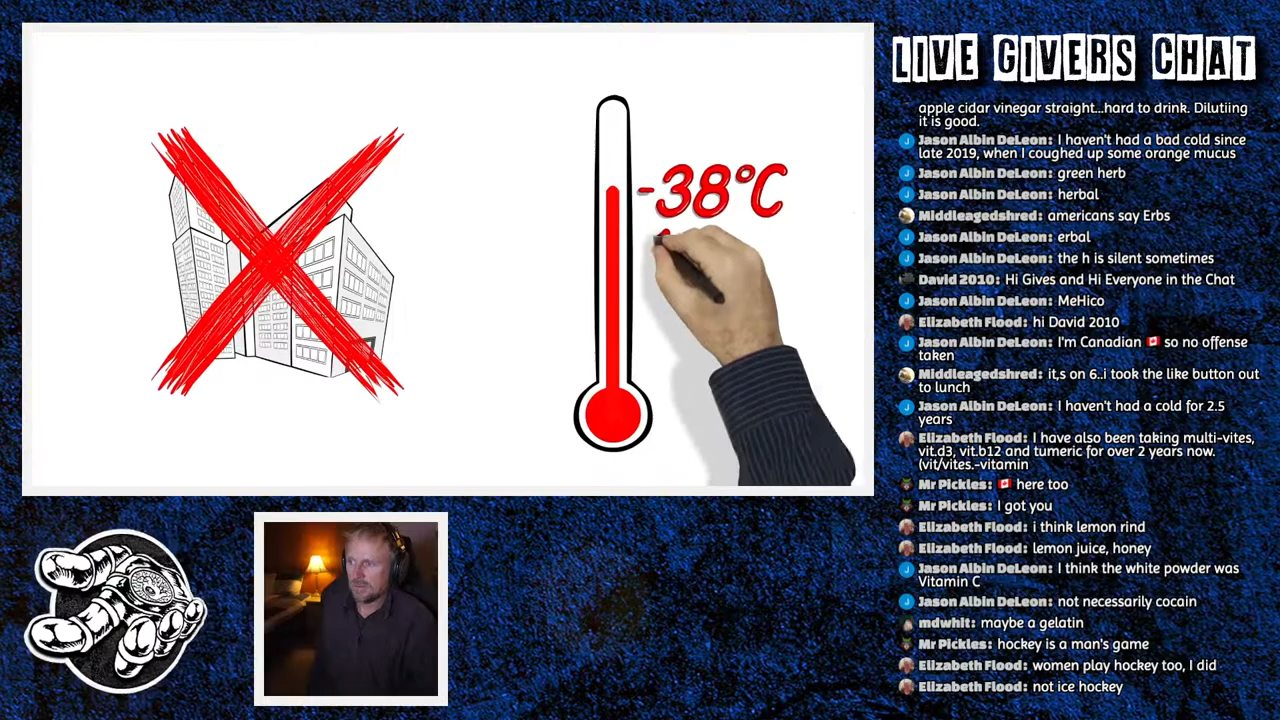 -38°C
LIVE GIVERS CHAT
apple cidar vinegar straight...hard to drink. Dilutiing
it is good.
Jason Albin DeLeon: I haven't had a bad cold since
late 2019, when I coughed up some orange mucus
Jason Albin DeLeon: green herb
Jason Albin DeLeon: herbal
Middleagedshred: americans say Erbs
Jason Albin DeLeon: erbal
Jason Albin DeLeon: the h is silent sometimes
David 2010: Hi Gives and Hi Everyone in the Chat
Jason Albin DeLeon: MeHico
Elizabeth Flood: hi David 2010
Jason Albin DeLeon: I'm Canadian 🇨🇦 so no offense
taken
Middleagedshred: it,s on 6..i took the like button out
to lunch
Jason Albin DeLeon: I haven't had a cold for 2.5
years
Elizabeth Flood: I have also been taking multi-vites,
vit.d3, vit.b12 and tumeric for over 2 years now.
(vit/vites.-vitamin
Mr Pickles: 🇨🇦 here too
Mr Pickles: I got you
Elizabeth Flood: i think lemon rind
Elizabeth Flood: lemon juice, honey
Jason Albin DeLeon: I think the white powder was
Vitamin C
Jason Albin DeLeon: not necessarily cocain
mdwhit: maybe a gelatin
Mr Pickles: hockey is a man's game
Elizabeth Flood: women play hockey too, I did
Elizabeth Flood: not ice hockey